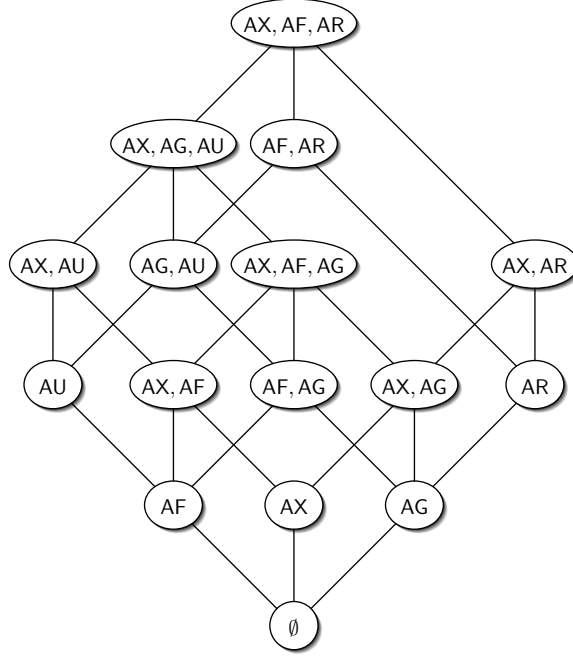 AX, AF, AR
AX, AG, AU
AF, AR
AX, AU
AG, AU
AX, AF, AG
AX, AR
AU
AX, AF
AF, AG
AX, AG
AR
AF
AX
AG
∅